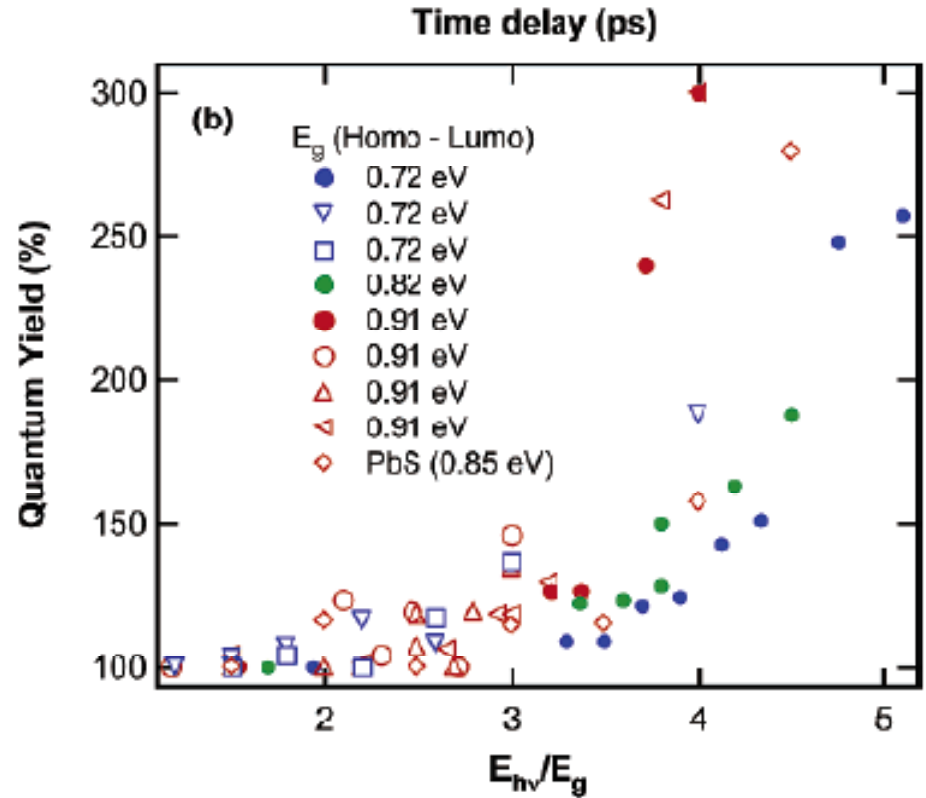 Time delay (ps)
300
250
200
150
100
Quantum Yield (%)
(b)
Eg (Homo - Lumo)
0.72 eV
0.72 eV
0.72 eV
0.82 eV
0.91 eV
0.91 eV
0.91 eV
0.91 eV
PbS (0.85 eV)
2 3 4 5
Ehν/Eg